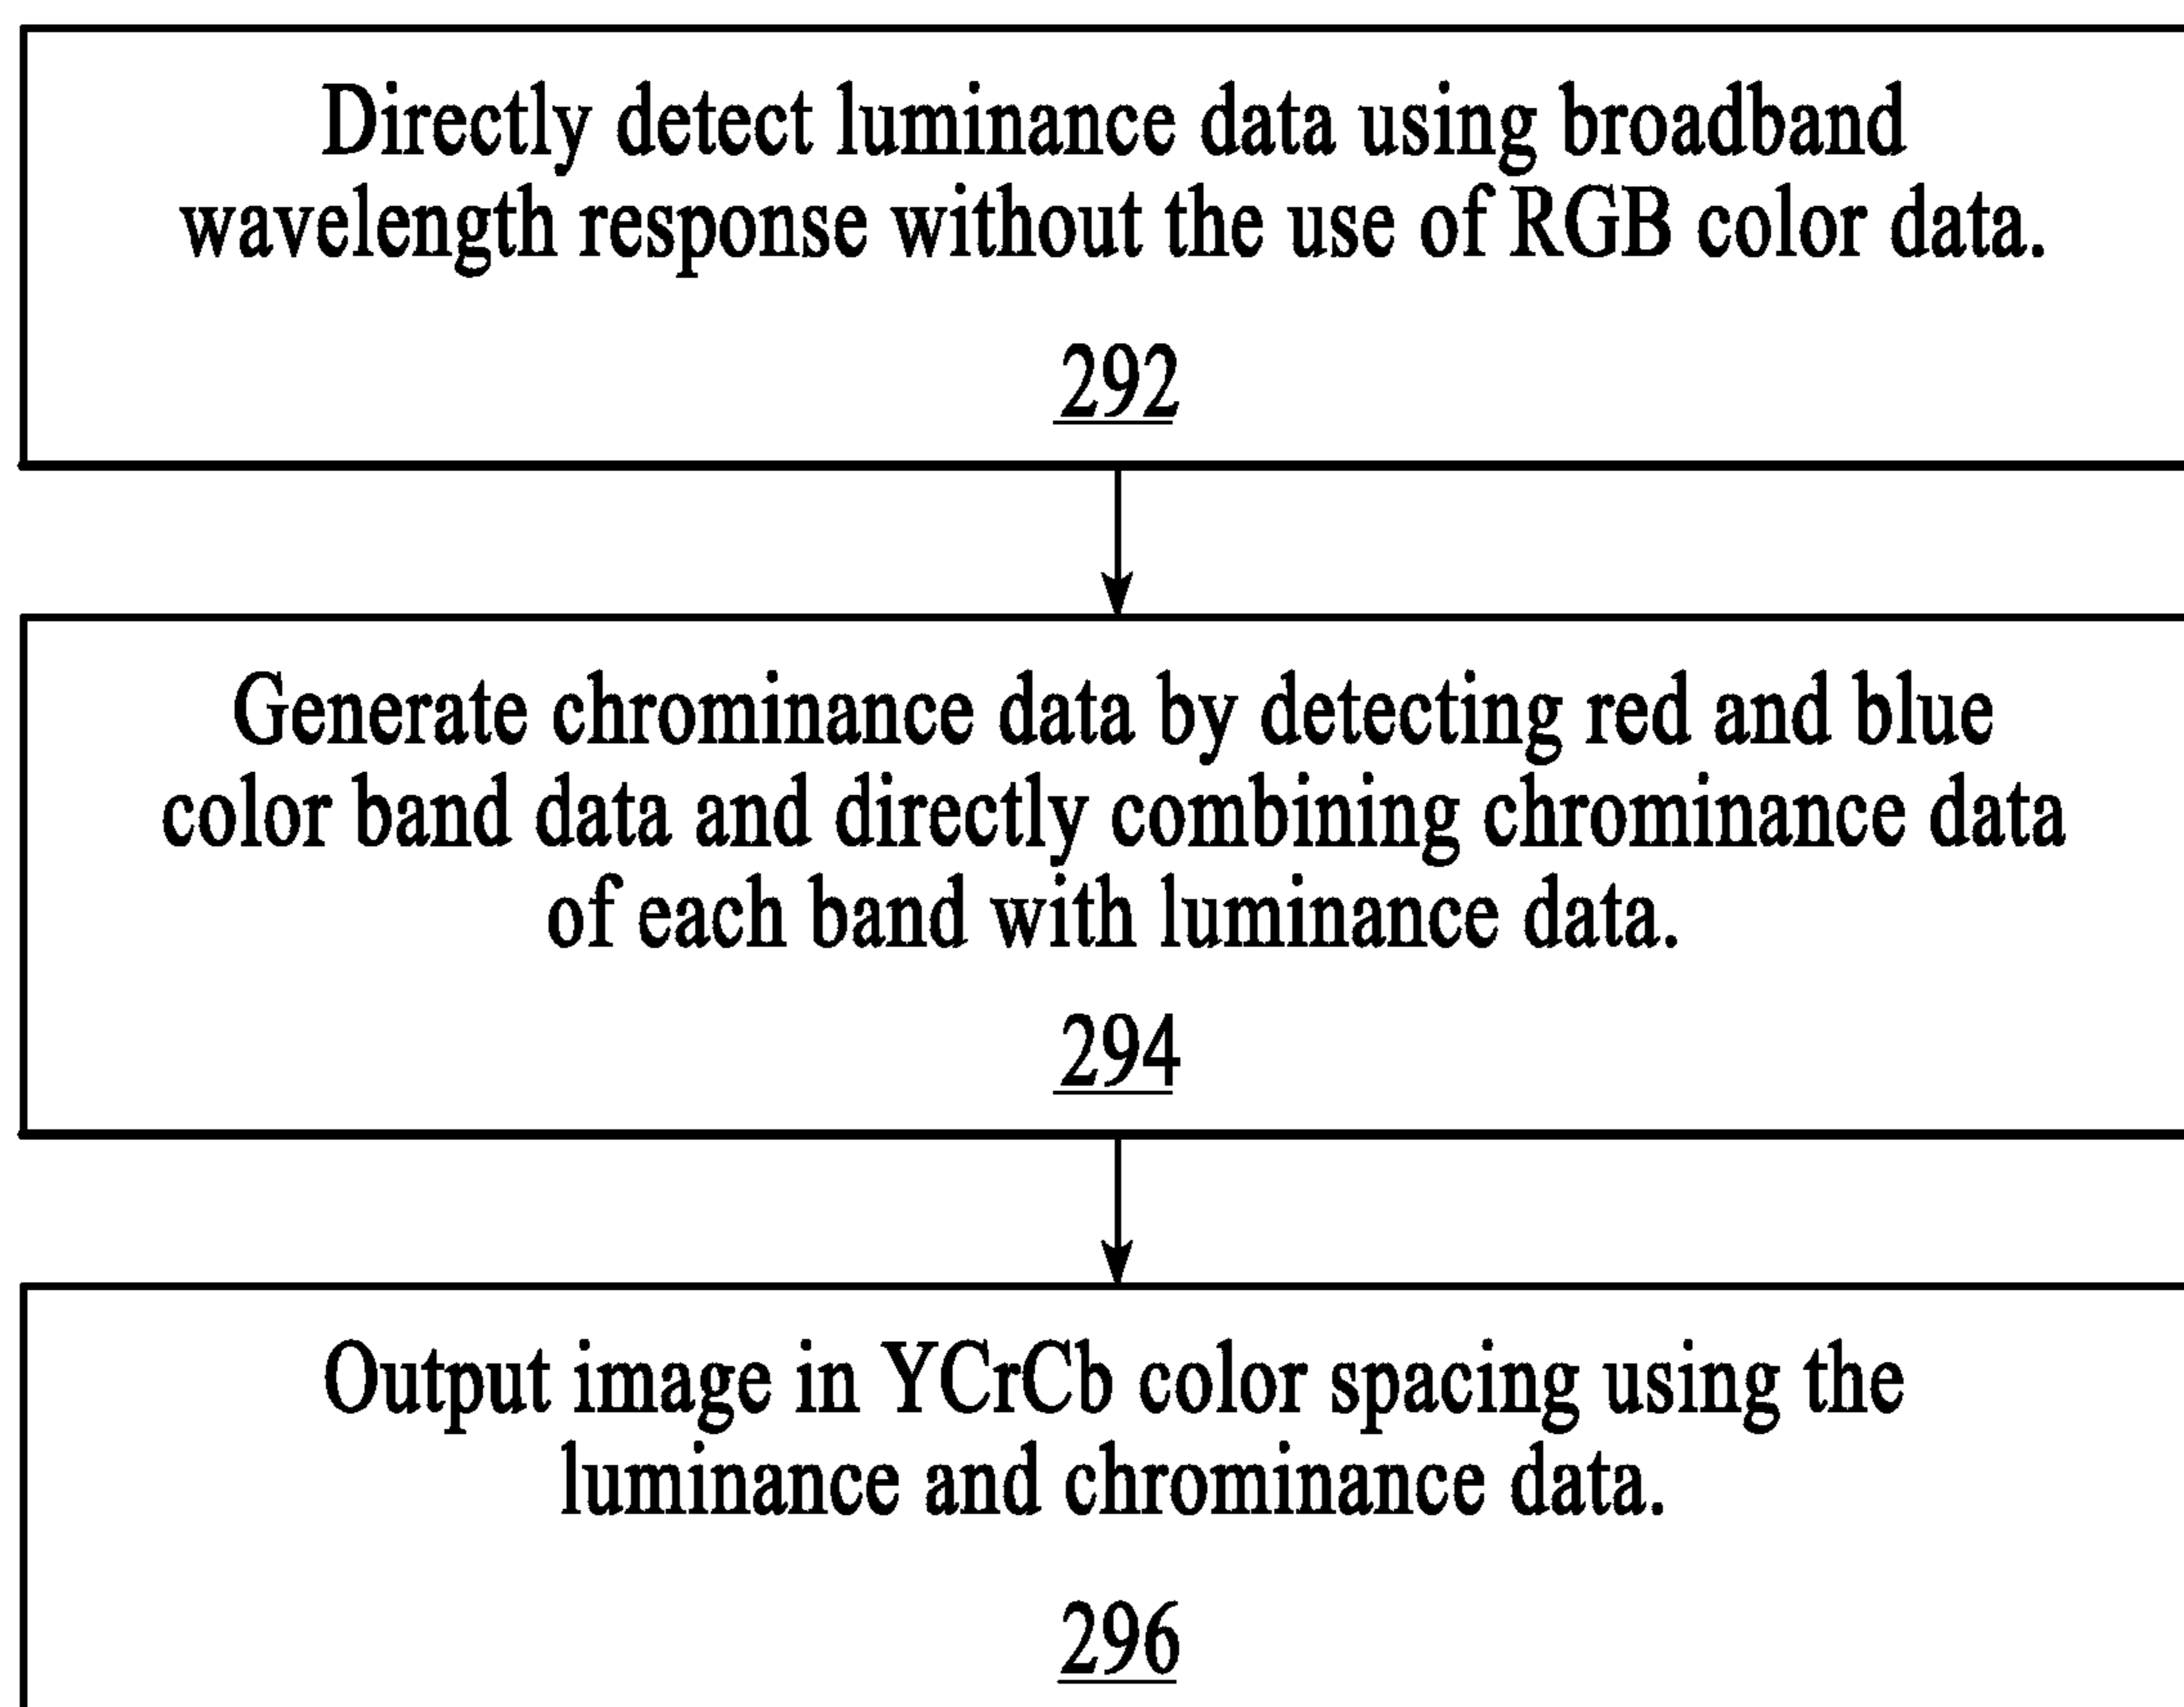 Directly detect luminance data using broadband
wavelength response without the use of RGB color data.
292
Generate chrominance data by detecting red and blue
color band data and directly combining chrominance data
of each band with luminance data.
294
Output image in YCrCb color spacing using the
luminance and chrominance data.
296